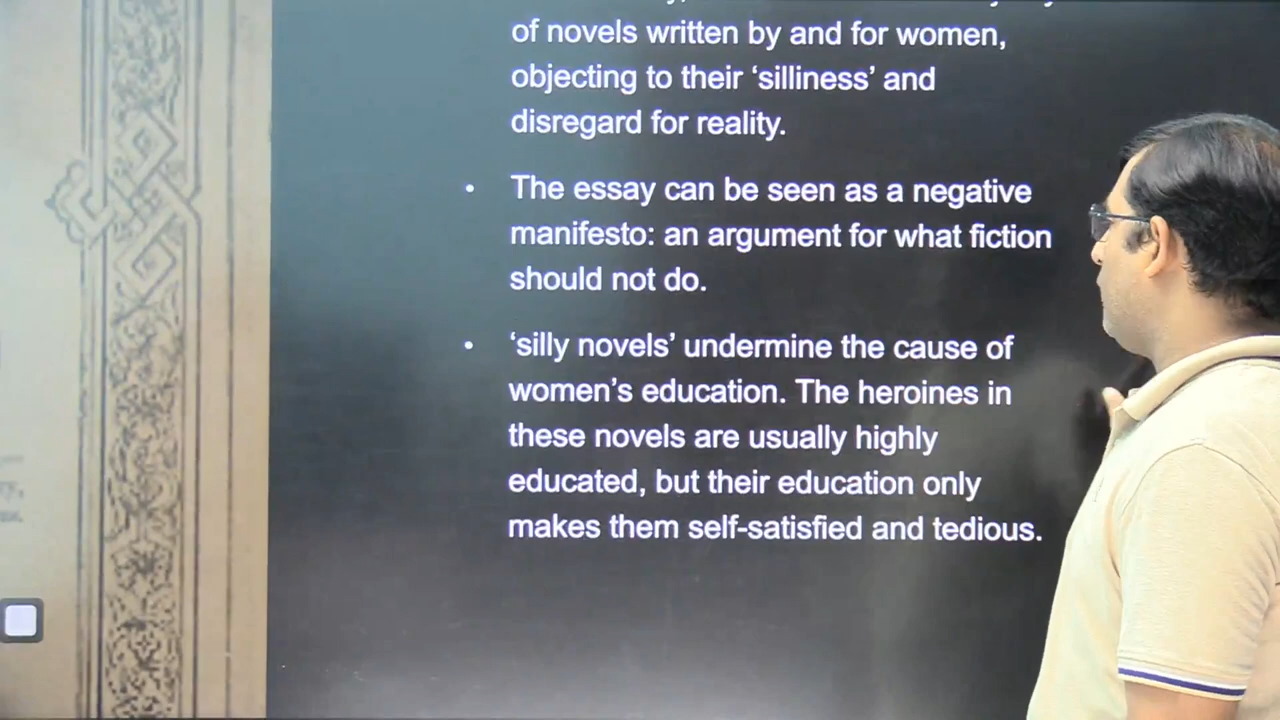 of novels written by and for women,
objecting to their ‘silliness’ and
disregard for reality.
• The essay can be seen as a negative
manifesto: an argument for what fiction
should not do.
• ‘silly novels’ undermine the cause of
women’s education. The heroines in
these novels are usually highly
educated, but their education only
makes them self-satisfied and tedious.